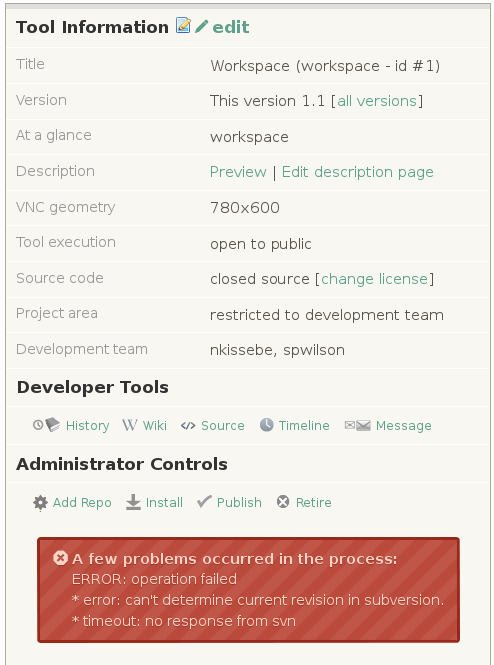 Tool Information edit
Title Workspace (workspace - id #1)
Version This version 1.1 [all versions]
At a glance workspace
Description Preview | Edit description page
VNC geometry 780x600
Tool execution open to public
Source code closed source [change license]
Project area restricted to development team
Development team nkissebe, spwilson
Developer Tools
History W Wiki Source Timeline Message
Administrator Controls
Add Repo Install Publish Retire
A few problems occurred in the process:
ERROR: operation failed
* error: can't determine current revision in subversion.
* timeout: no response from svn